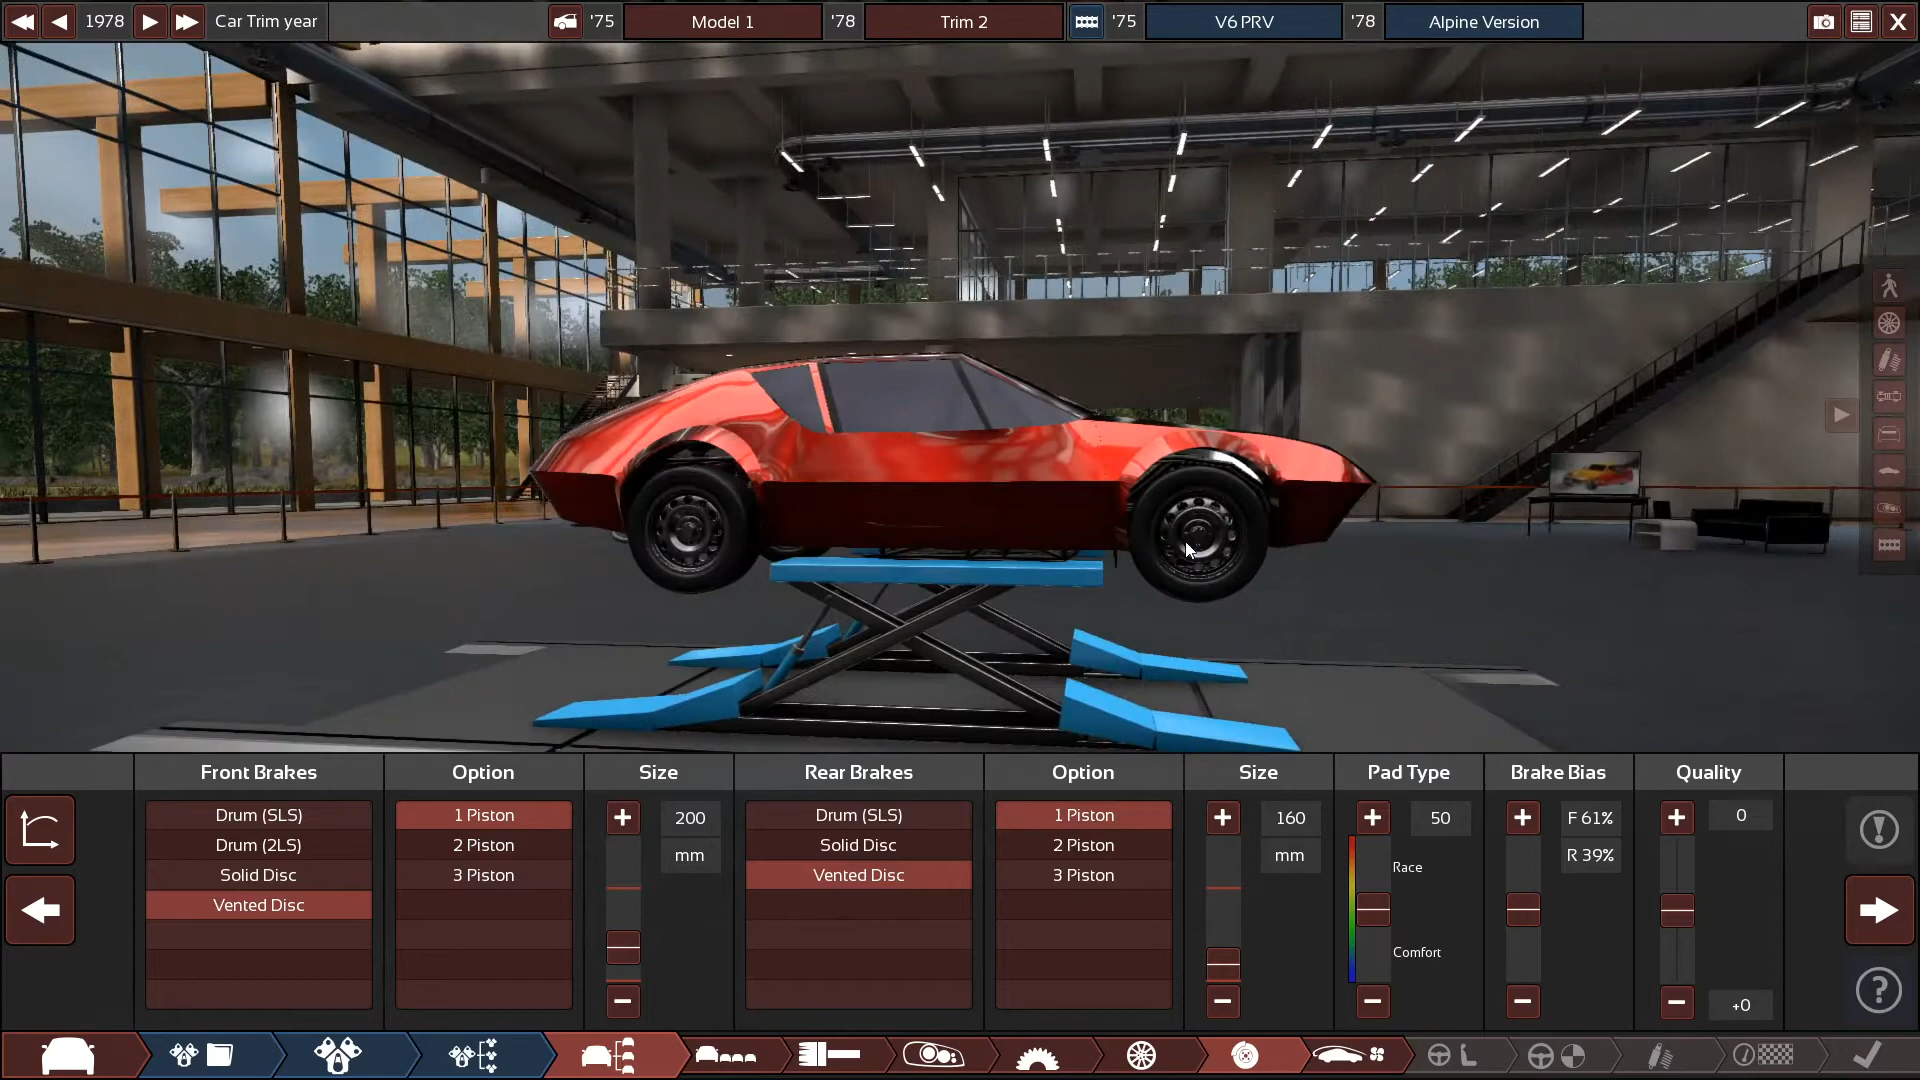 1978 Car Trim year '75 Model 1 '78 Trim 2 '75 V6 PRV '78 Alpine Version X
Front Brakes Option Size Rear Brakes Option Size Pad Type Brake Bias Quality
Drum (SLS) 1 Piston + 200 Drum (SLS) 1 Piston + 160 + 50 + F 61% + 0
Drum (2LS) 2 Piston mm Solid Disc 2 Piston mm R 39%
Solid Disc 3 Piston Vented Disc 3 Piston Race
Vented Disc
Comfort
- - - - - +0
?